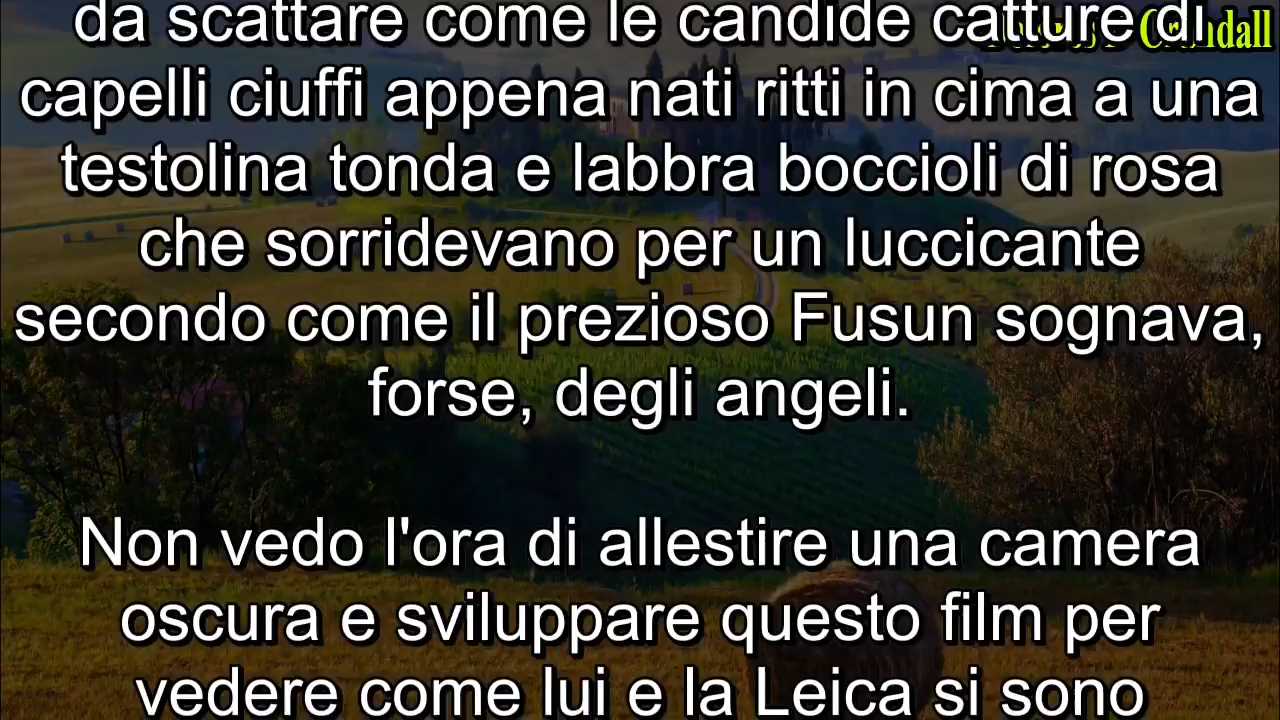 da scattare come le candide catture di
capelli ciuffi appena nati ritti in cima a una
testolina tonda e labbra boccioli di rosa
che sorridevano per un luccicante
secondo come il prezioso Fusun sognava,
forse, degli angeli.
Non vedo l'ora di allestire una camera
oscura e sviluppare questo film per
vedere come lui e la Leica si sono